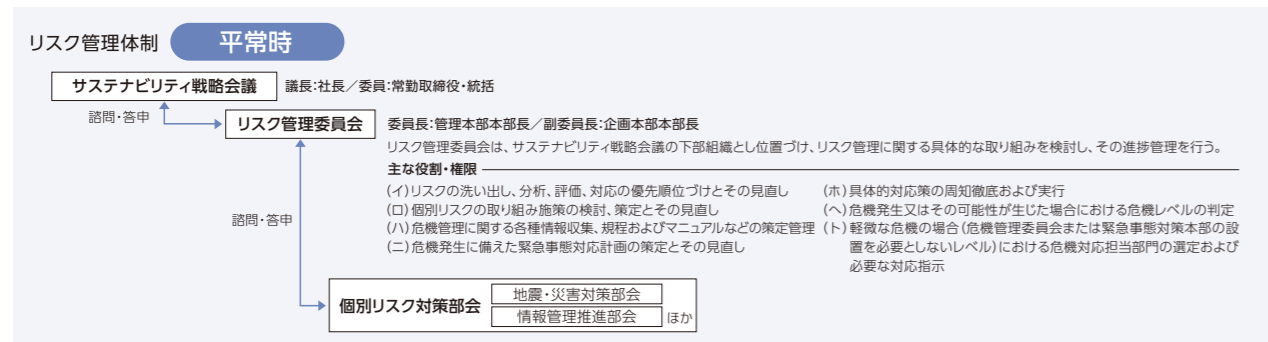 リスク管理体制 平常時
サステナビリティ戦略会議 議長:社長／委員:常勤取締役・統括
諮問・答申
リスク管理委員会 委員長:管理本部本部長／副委員長:企画本部本部長
リスク管理委員会は、サステナビリティ戦略会議の下部組織とし位置づけ、リスク管理に関する具体的な取り組みを検討し、その進捗管理を行う。
主な役割・権限
(イ)リスクの洗い出し、分析、評価、対応の優先順位づけとその見直し
(ロ)個別リスクの取り組み施策の検討、策定とその見直し
(ハ)危機管理に関する各種情報収集、規程およびマニュアルなどの策定管理
(ニ)危機発生に備えた緊急事態対応計画の策定とその見直し
(ホ)具体的対応策の周知徹底および実行
(ヘ)危機発生又はその可能性が生じた場合における危機レベルの判定
(ト)軽微な危機の場合(危機管理委員会または緊急事態対策本部の設
置を必要としないレベル)における危機対応担当部門の選定および
必要な対応指示
諮問・答申
個別リスク対策部会
地震・災害対策部会
情報管理推進部会 ほか